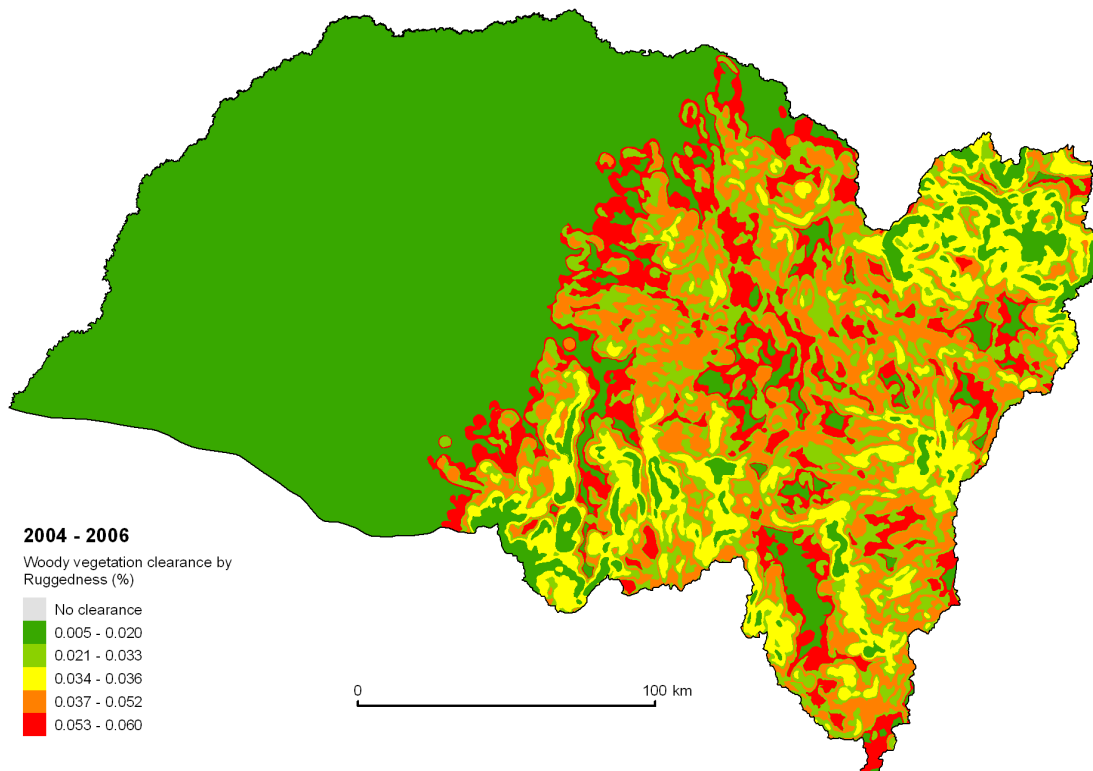 2004 - 2006
Woody vegetation clearance by
Ruggedness (%)
No clearance
0.005 - 0.020
0.021 - 0.033
0.034 - 0.036
0.037 - 0.052
0.053 - 0.060
0 100 km